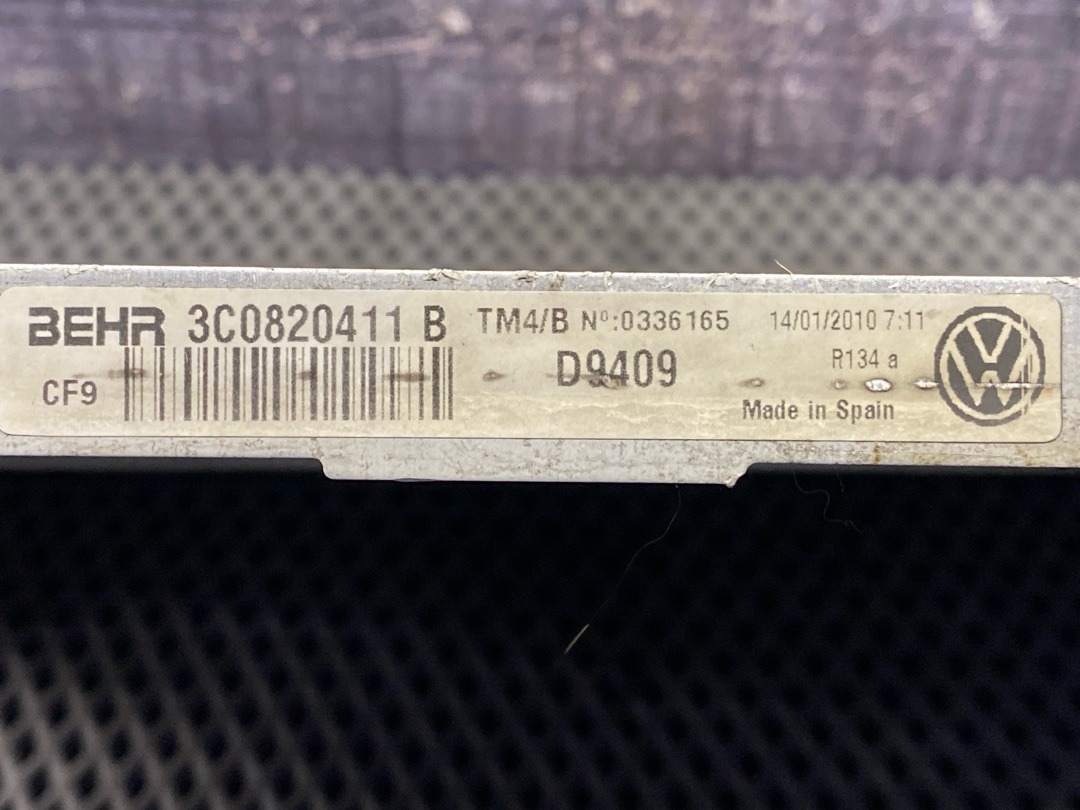 BEHR 3C0820411 B TM4/B Nº:0336165 14/01/2010 7:11
CF9 D9409 R134 a
Made in Spain